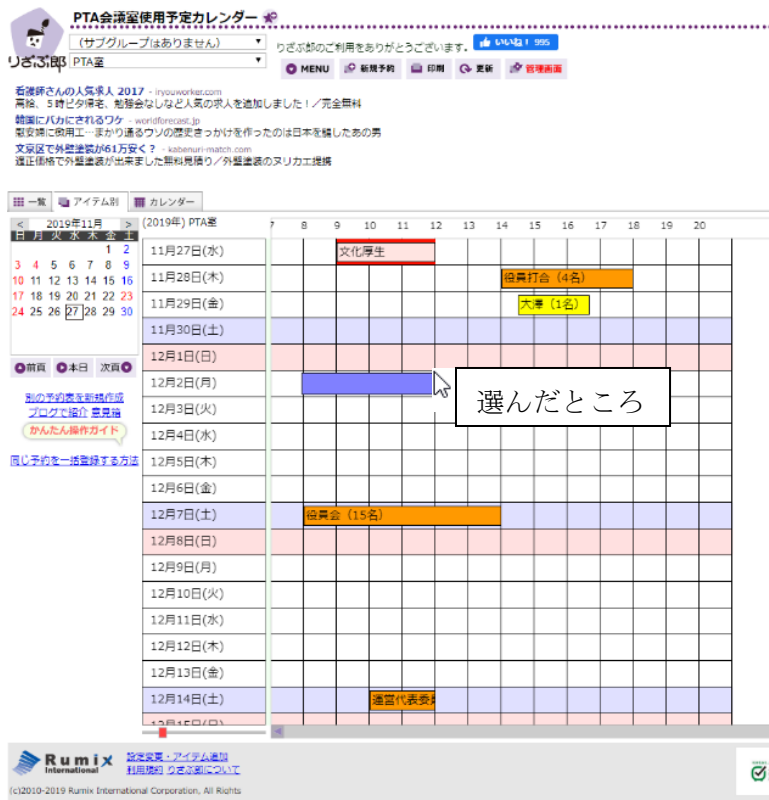 PTA会議室使用予定カレンダー
(サブグループはありません)
PTA室
りざぶ郎
りざぶ郎のご利用をありがとうございます。
いいね! 995
MENU 新規予約 印刷 更新 管理画面
看護師さんの人気求人 2017 - iryouworker.com
高給、5時ピタ帰宅、勉強会なしなど人気の求人を追加しました!/完全無料
韓国にバカにされるワケ - worldforecast.jp
慰安婦に徴用工…まかり通るウソの歴史きっかけを作ったのは日本を騙したあの男
文京区で外壁塗装が61万安く? - kabenuri-match.com
適正価格で外壁塗装が出来ました無料見積り/外壁塗装のヌリカエ提携
一覧 アイテム別 カレンダー
< 2019年11月 >
日 月 火 水 木 金 土
1 2
3 4 5 6 7 8 9
10 11 12 13 14 15 16
17 18 19 20 21 22 23
24 25 26 27 28 29 30
前頁 本日 次頁
別の予約表を新規作成
ブログで紹介 意見箱
かんたん操作ガイド
同じ予約を一括登録する方法
(2019年) PTA室
7 8 9 10 11 12 13 14 15 16 17 18 19 20
11月27日(水) 文化厚生
11月28日(木) 役員打合(4名)
11月29日(金) 大澤(1名)
11月30日(土)
12月1日(日)
12月2日(月)
選んだところ
12月3日(火)
12月4日(水)
12月5日(木)
12月6日(金)
12月7日(土) 役員会(15名)
12月8日(日)
12月9日(月)
12月10日(火)
12月11日(水)
12月12日(木)
12月13日(金)
12月14日(土) 運営代表委員
12月15日(日)
Rumix
International
設定変更・アイテム追加
利用規約 りざぶ郎について
(c)2010-2019 Rumix International Corporation, All Rights